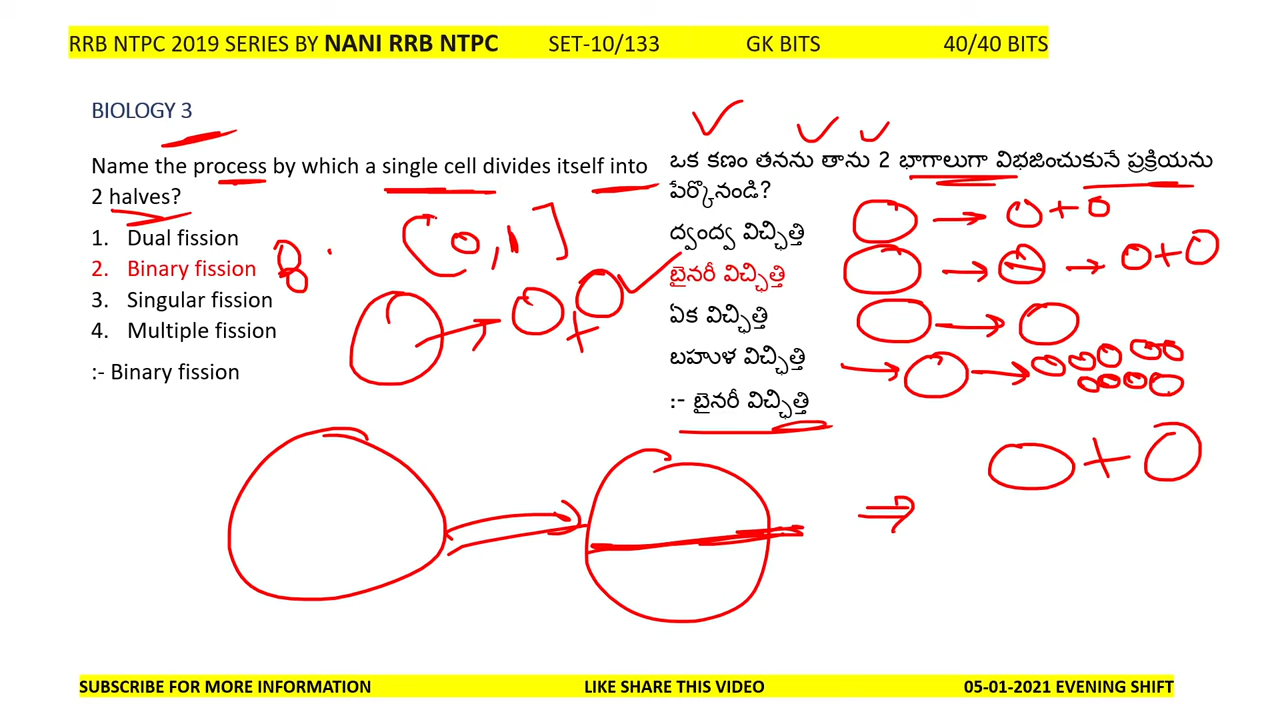 RRB NTPC 2019 SERIES BY NANI RRB NTPC SET-10/133 GK BITS 40/40 BITS
BIOLOGY 3
Name the process by which a single cell divides itself into
2 halves?
1. Dual fission
2. Binary fission
3. Singular fission
4. Multiple fission
:- Binary fission
ఒక కణం తనను తాను 2 భాగాలుగా విభజించుకునే ప్రక్రియను
పేర్కొనండి?
ద్వంద్వ విచ్ఛిత్తి
బైనరీ విచ్ఛిత్తి
ఏక విచ్ఛిత్తి
బహుళ విచ్ఛిత్తి
:- బైనరీ విచ్ఛిత్తి
(0,1]
SUBSCRIBE FOR MORE INFORMATION LIKE SHARE THIS VIDEO 05-01-2021 EVENING SHIFT